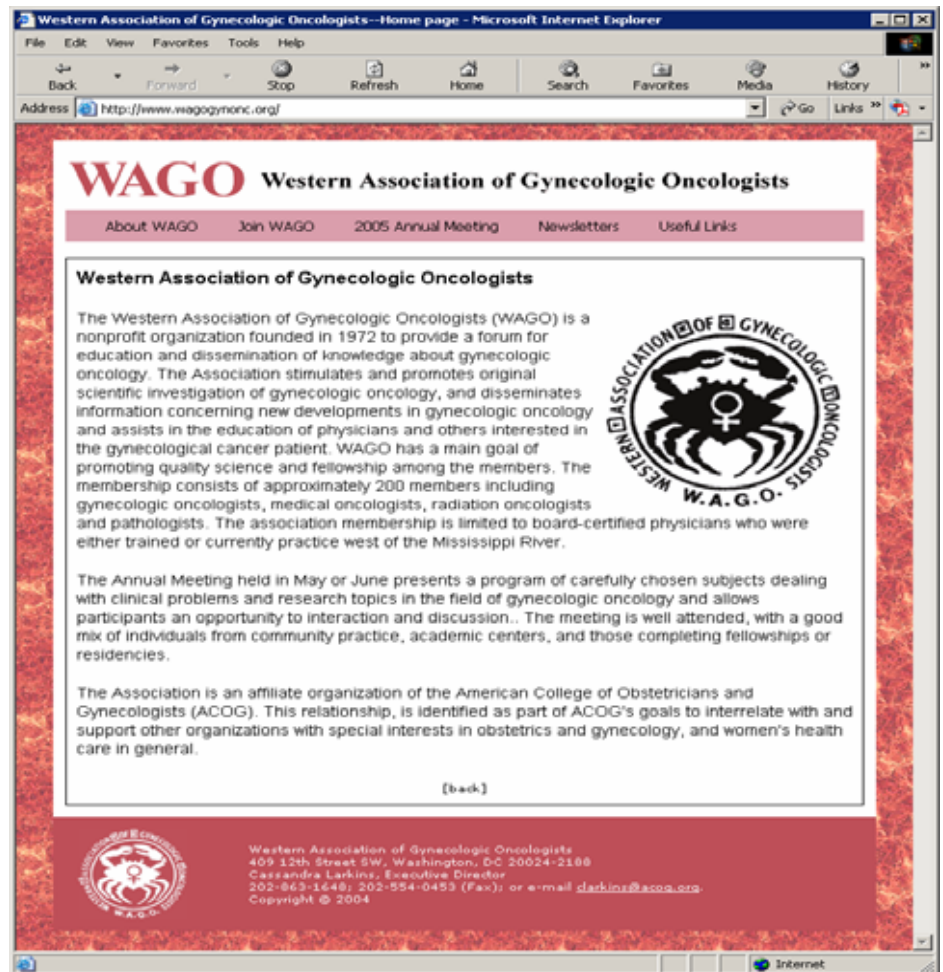 Western Association of Gynecologic Oncologists--Home page - Microsoft Internet Explorer
File Edit View Favorites Tools Help
Back Forward Stop Refresh Home Search Favorites Media History
Address http://www.wagogynonc.org/ Go Links
WAGO Western Association of Gynecologic Oncologists
About WAGO Join WAGO 2005 Annual Meeting Newsletters Useful Links
Western Association of Gynecologic Oncologists
The Western Association of Gynecologic Oncologists (WAGO) is a
nonprofit organization founded in 1972 to provide a forum for
education and dissemination of knowledge about gynecologic
oncology. The Association stimulates and promotes original
scientific investigation of gynecologic oncology, and disseminates
information concerning new developments in gynecologic oncology
and assists in the education of physicians and others interested in
the gynecological cancer patient. WAGO has a main goal of
promoting quality science and fellowship among the members. The
membership consists of approximately 200 members including
gynecologic oncologists, medical oncologists, radiation oncologists
and pathologists. The association membership is limited to board-certified physicians who were
either trained or currently practice west of the Mississippi River.
WESTERN ASSOCIATION OF GYNECOLOGIC ONCOLOGISTS
W.A.G.O.
The Annual Meeting held in May or June presents a program of carefully chosen subjects dealing
with clinical problems and research topics in the field of gynecologic oncology and allows
participants an opportunity to interaction and discussion.. The meeting is well attended, with a good
mix of individuals from community practice, academic centers, and those completing fellowships or
residencies.
The Association is an affiliate organization of the American College of Obstetricians and
Gynecologists (ACOG). This relationship, is identified as part of ACOG's goals to interrelate with and
support other organizations with special interests in obstetrics and gynecology, and women's health
care in general.
[back]
WESTERN ASSOCIATION OF GYNECOLOGIC ONCOLOGISTS
W.A.G.O.
Western Association of Gynecologic Oncologists
409 12th Street SW, Washington, DC 20024-2188
Cassandra Larkins, Executive Director
202-863-1648; 202-554-0453 (Fax); or e-mail clarkins@acog.org.
Copyright © 2004
Internet